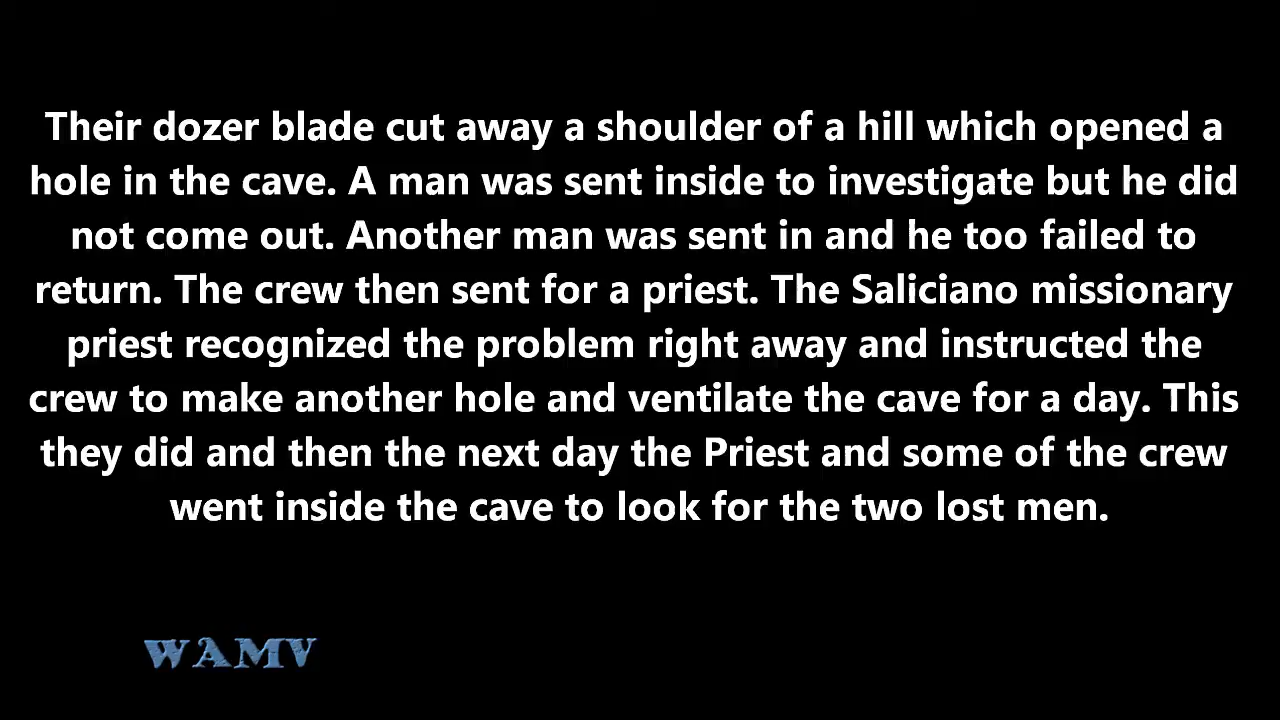 Their dozer blade cut away a shoulder of a hill which opened a
hole in the cave. A man was sent inside to investigate but he did
not come out. Another man was sent in and he too failed to
return. The crew then sent for a priest. The Saliciano missionary
priest recognized the problem right away and instructed the
crew to make another hole and ventilate the cave for a day. This
they did and then the next day the Priest and some of the crew
went inside the cave to look for the two lost men.
WAMV